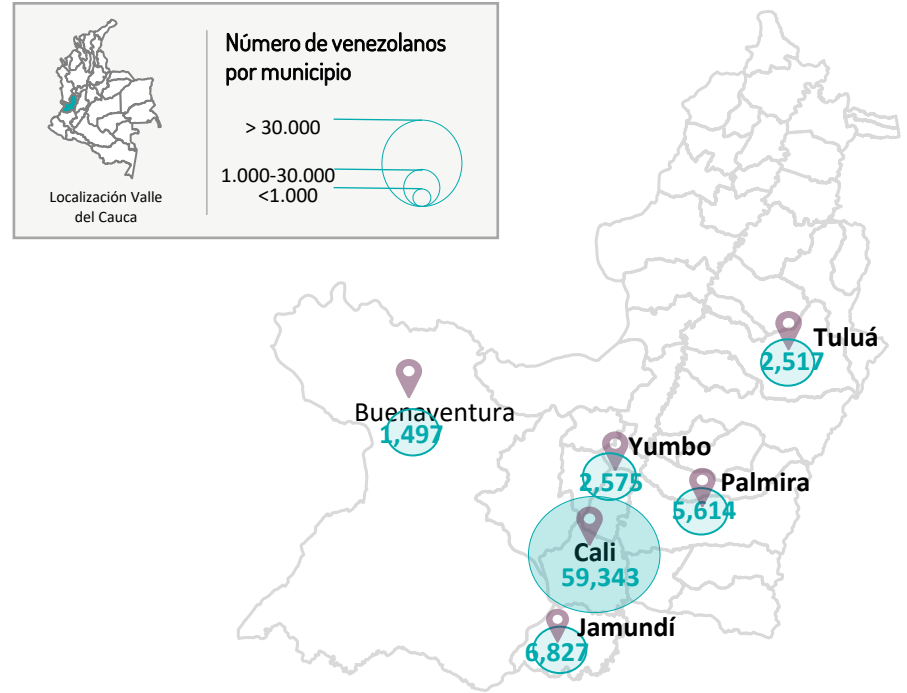 Número de venezolanos
por municipio
> 30.000
1.000-30.000
<1.000
Localización Valle
del Cauca
Tuluá
2,517
Buenaventura
1,497
Yumbo
2,575
Palmira
5,614
Cali
59,343
Jamundí
6,827